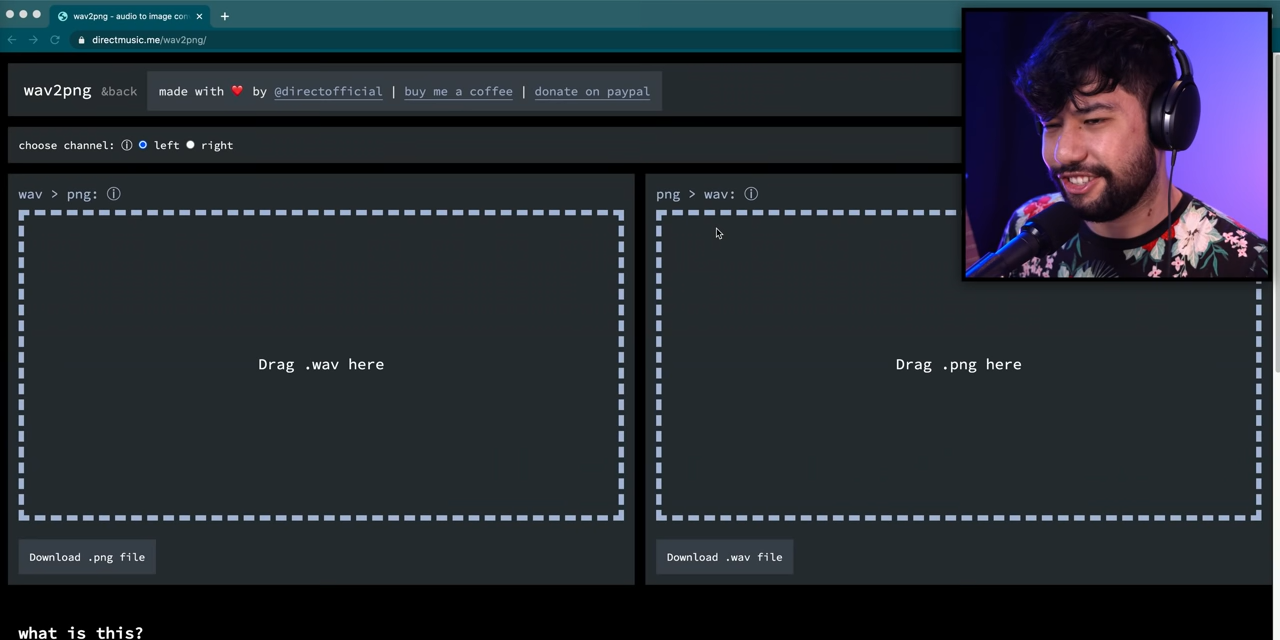 wav2png - audio to image con
directmusic.me/wav2png/
wav2png &back made with ❤️ by @directofficial | buy me a coffee | donate on paypal
choose channel: ⓘ left right
wav > png: ⓘ
png > wav: ⓘ
Drag .wav here
Drag .png here
Download .png file
Download .wav file
what is this?